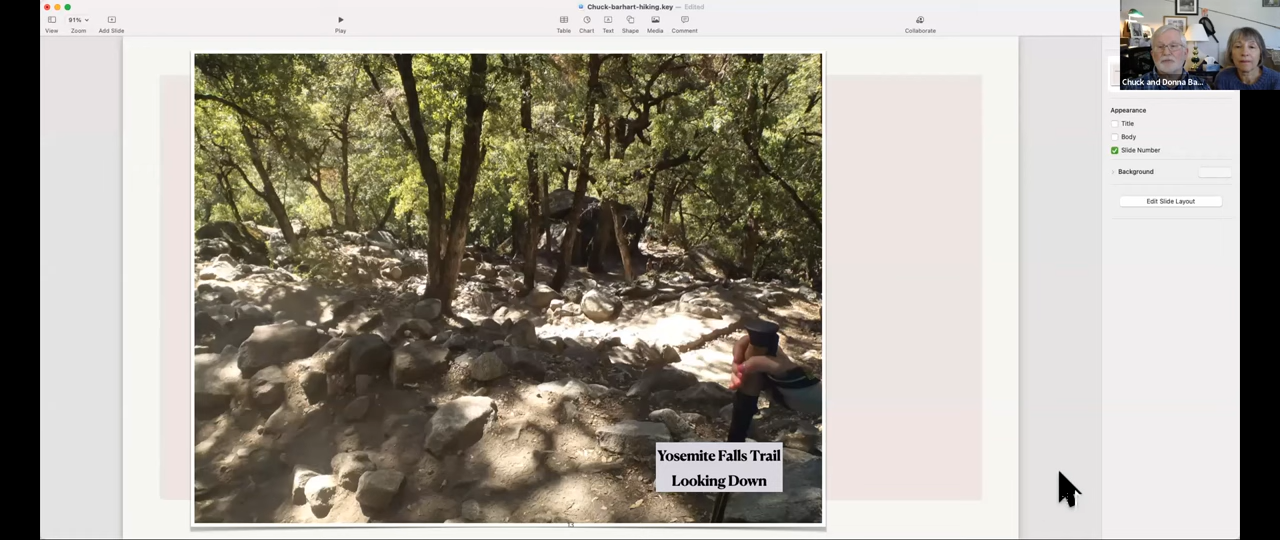 Chuck-barhart-hiking.key — Edited
91%
View
Zoom
Add Slide
Play
Table
Chart
Text
Shape
Media
Comment
Collaborate
Chuck and Donna Ba...
Appearance
Title
Body
Slide Number
Background
Edit Slide Layout
Yosemite Falls Trail
Looking Down